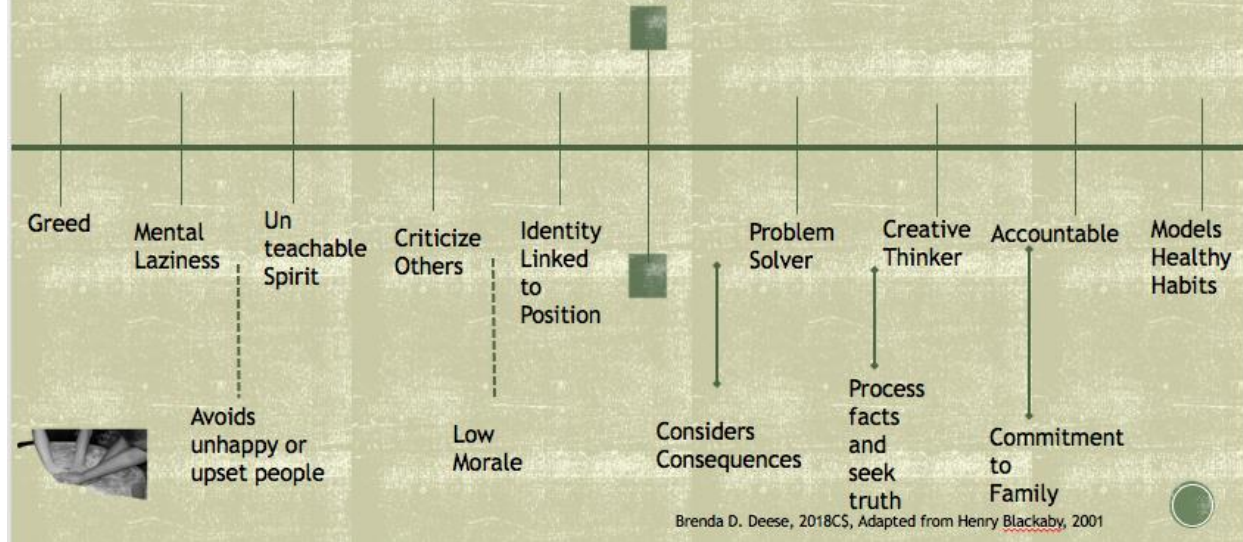 Greed
Mental
Laziness
Un
teachable
Spirit
Criticize
Others
Identity
Linked
to
Position
Problem
Solver
Creative
Thinker
Accountable
Models
Healthy
Habits
Avoids
unhappy or
upset people
Low
Morale
Considers
Consequences
Process
facts
and
seek
truth
Commitment
to
Family
Brenda D. Deese, 2018CS, Adapted from Henry Blackaby, 2001